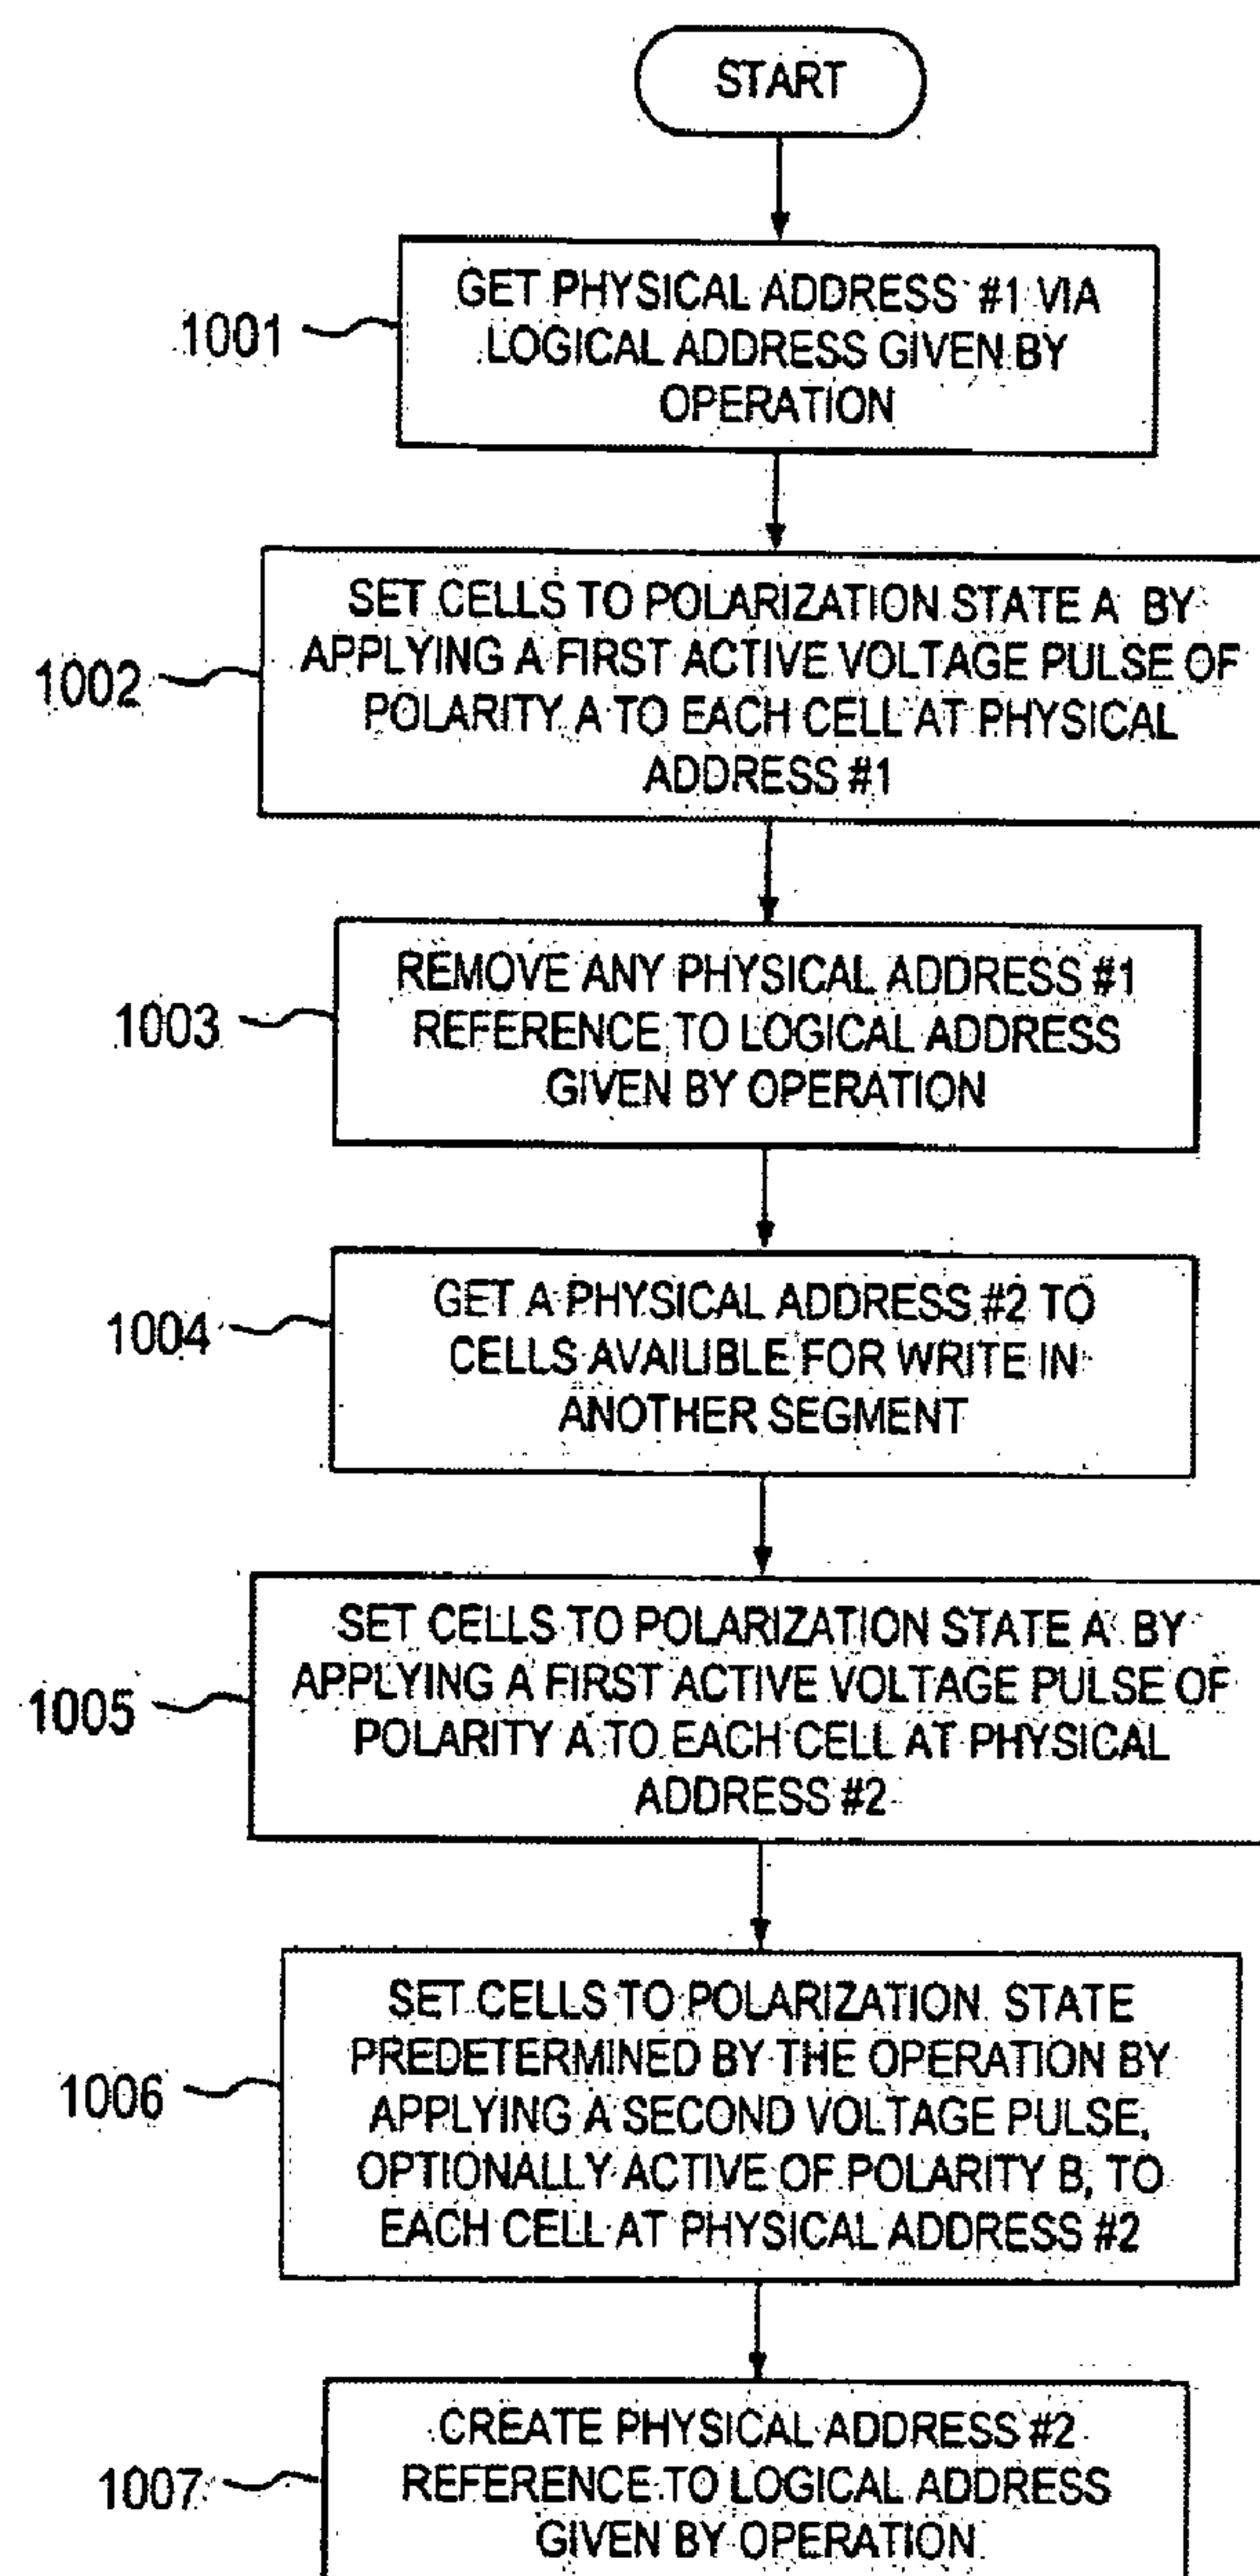 START
1001
GET PHYSICAL ADDRESS #1 VIA
LOGICAL ADDRESS GIVEN BY
OPERATION
1002
SET CELLS TO POLARIZATION STATE A BY
APPLYING A FIRST ACTIVE VOLTAGE PULSE OF
POLARITY A TO EACH CELL AT PHYSICAL
ADDRESS #1
1003
REMOVE ANY PHYSICAL ADDRESS #1
REFERENCE TO LOGICAL ADDRESS
GIVEN BY OPERATION
1004
GET A PHYSICAL ADDRESS #2 TO
CELLS AVAILIBLE FOR WRITE IN
ANOTHER SEGMENT
1005
SET CELLS TO POLARIZATION STATE A BY
APPLYING A FIRST ACTIVE VOLTAGE PULSE OF
POLARITY A TO EACH CELL AT PHYSICAL
ADDRESS #2
1006
SET CELLS TO POLARIZATION STATE
PREDETERMINED BY THE OPERATION BY
APPLYING A SECOND VOLTAGE PULSE,
OPTIONALLY ACTIVE OF POLARITY B, TO
EACH CELL AT PHYSICAL ADDRESS #2
1007
CREATE PHYSICAL ADDRESS #2
REFERENCE TO LOGICAL ADDRESS
GIVEN BY OPERATION